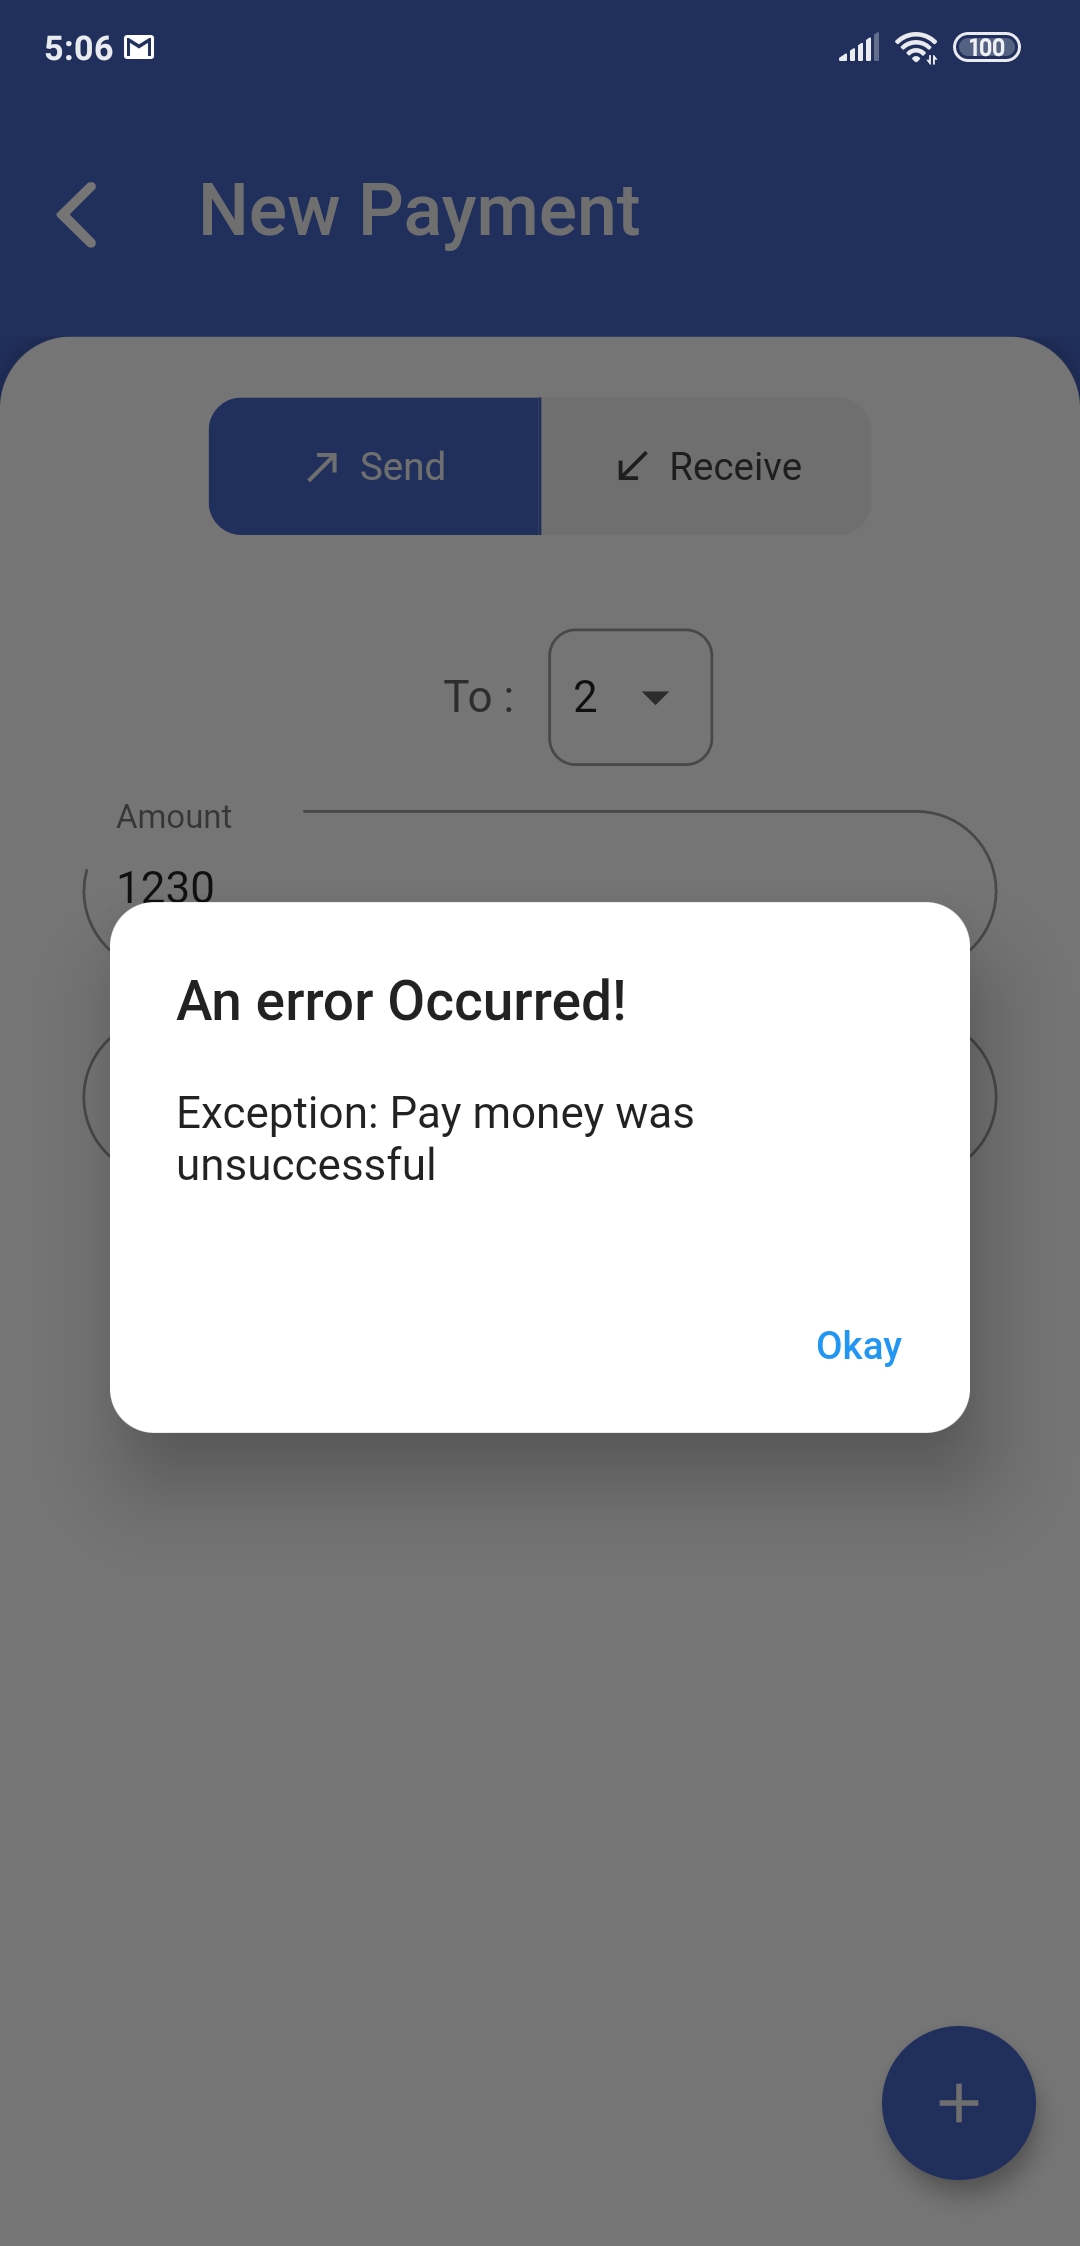 5:06
100
New Payment
Send
Receive
To :
2
Amount
1230
An error Occurred!
Exception: Pay money was
unsuccessful
Okay